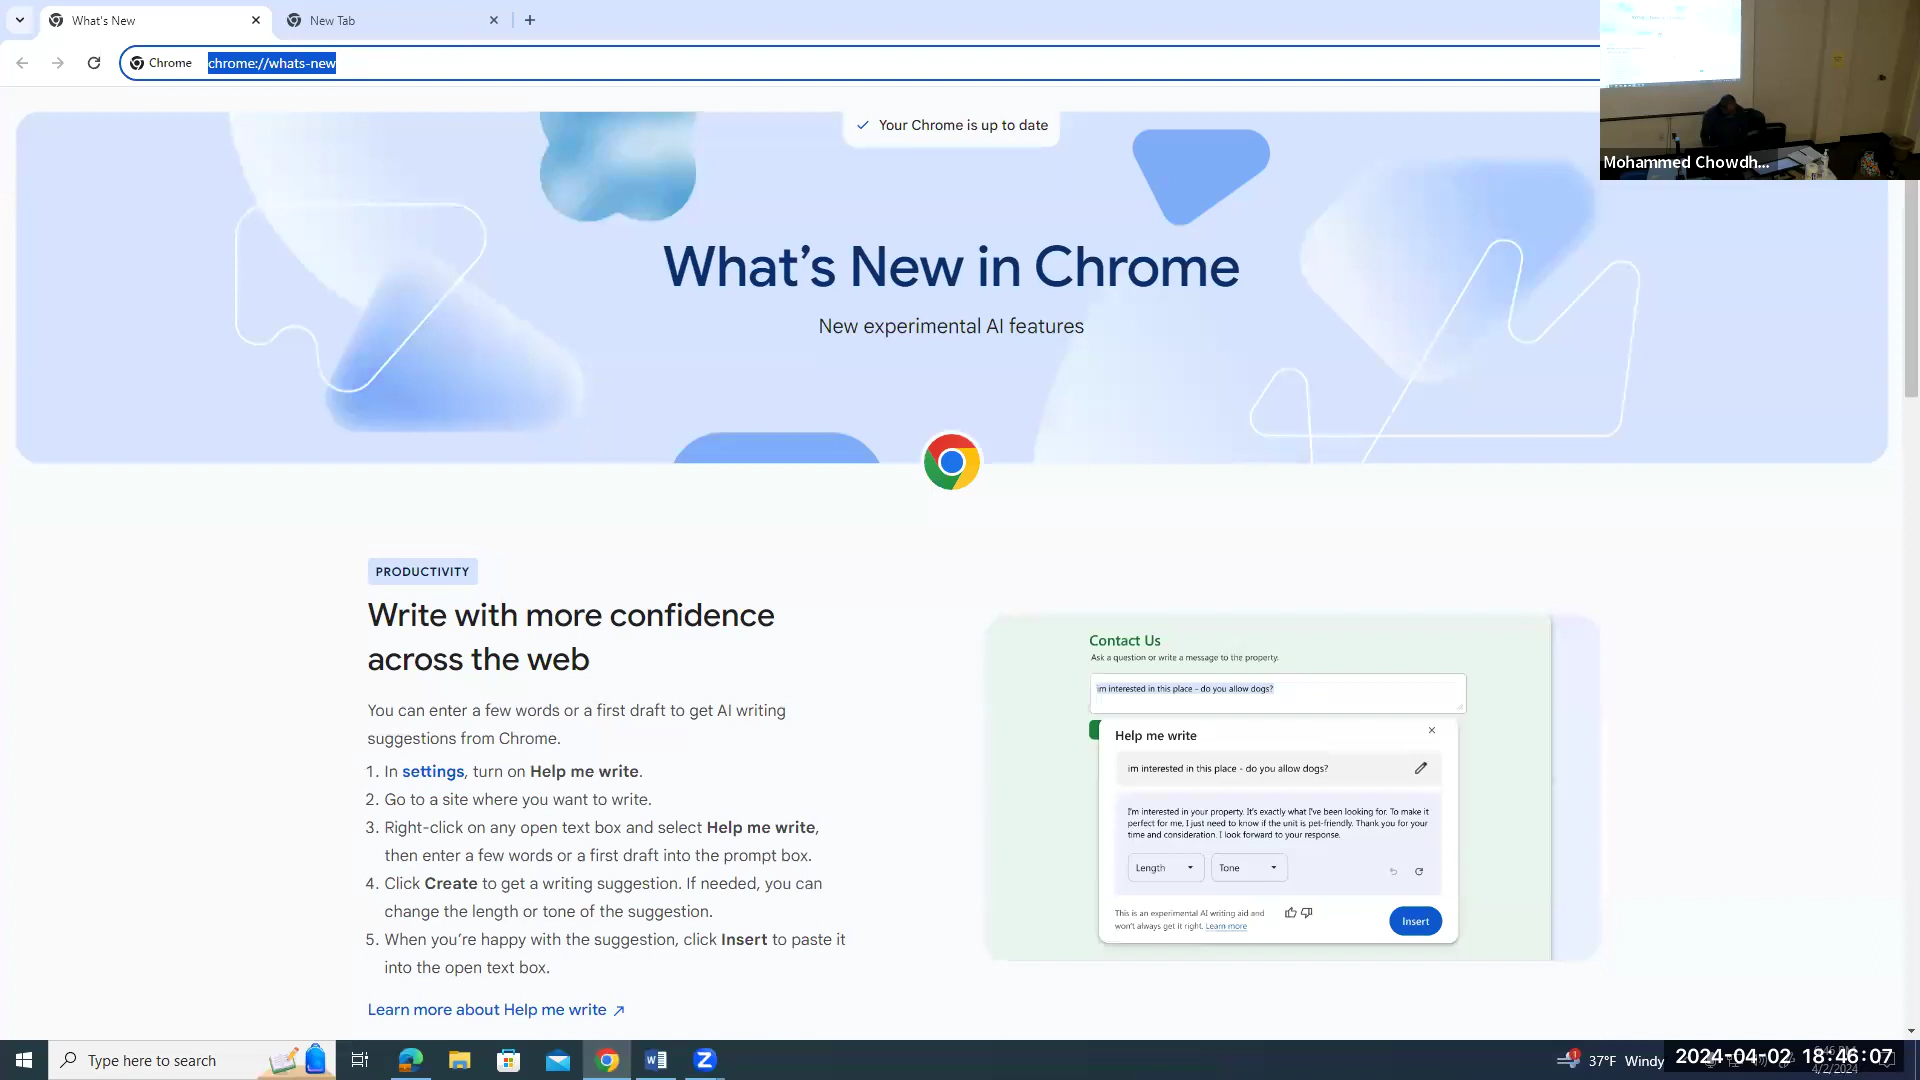 What's New
New Tab
Chrome
chrome://whats-new
Your Chrome is up to date
Mohammed Chowdh...
What's New in Chrome
New experimental AI features
PRODUCTIVITY
Write with more confidence
across the web
You can enter a few words or a first draft to get AI writing
suggestions from Chrome.
1. In settings, turn on Help me write.
2. Go to a site where you want to write.
3. Right-click on any open text box and select Help me write,
then enter a few words or a first draft into the prompt box.
4. Click Create to get a writing suggestion. If needed, you can
change the length or tone of the suggestion.
5. When you're happy with the suggestion, click Insert to paste it
into the open text box.
Learn more about Help me write
Contact Us
Ask a question or write a message to the property.
im interested in this place - do you allow dogs?
Help me write
im interested in this place - do you allow dogs?
I'm interested in your property. It's exactly what I've been looking for. To make it
perfect for me, I just need to know if the unit is pet-friendly. Thank you for your
time and consideration. I look forward to your response.
Length
Tone
This is an experimental AI writing aid and
won't always get it right. Learn more
Insert
Type here to search
1
37°F Windy
2024-04-02 18:46:07
4/2/2024